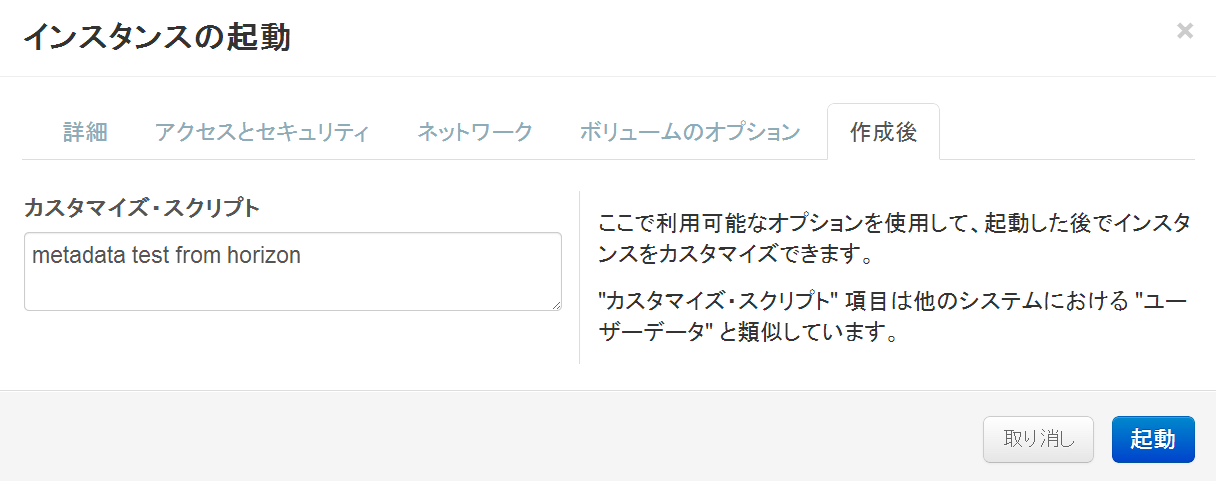 インスタンスの起動
×
詳細 アクセスとセキュリティ ネットワーク ボリュームのオプション 作成後
カスタマイズ・スクリプト
metadata test from horizon
ここで利用可能なオプションを使用して、起動した後でインスタ
ンスをカスタマイズできます。
"カスタマイズ・スクリプト" 項目は他のシステムにおける "ユー
ザーデータ" と類似しています。
取り消し 起動